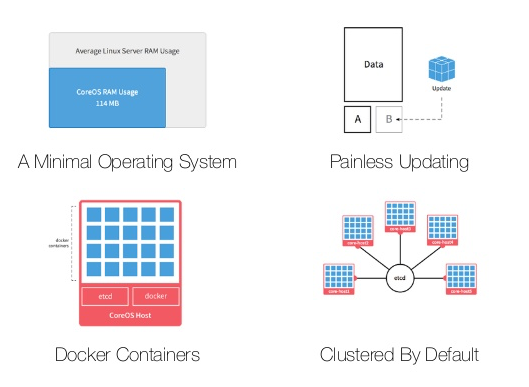 Average Linux Server RAM Usage
CoreOS RAM Usage
114 MB
A Minimal Operating System
Data
Update
A
B
Painless Updating
docker
containers
etcd
docker
CoreOS Host
Docker Containers
core-host2
core-host3
core-host4
core-host1
etcd
core-host5
Clustered By Default